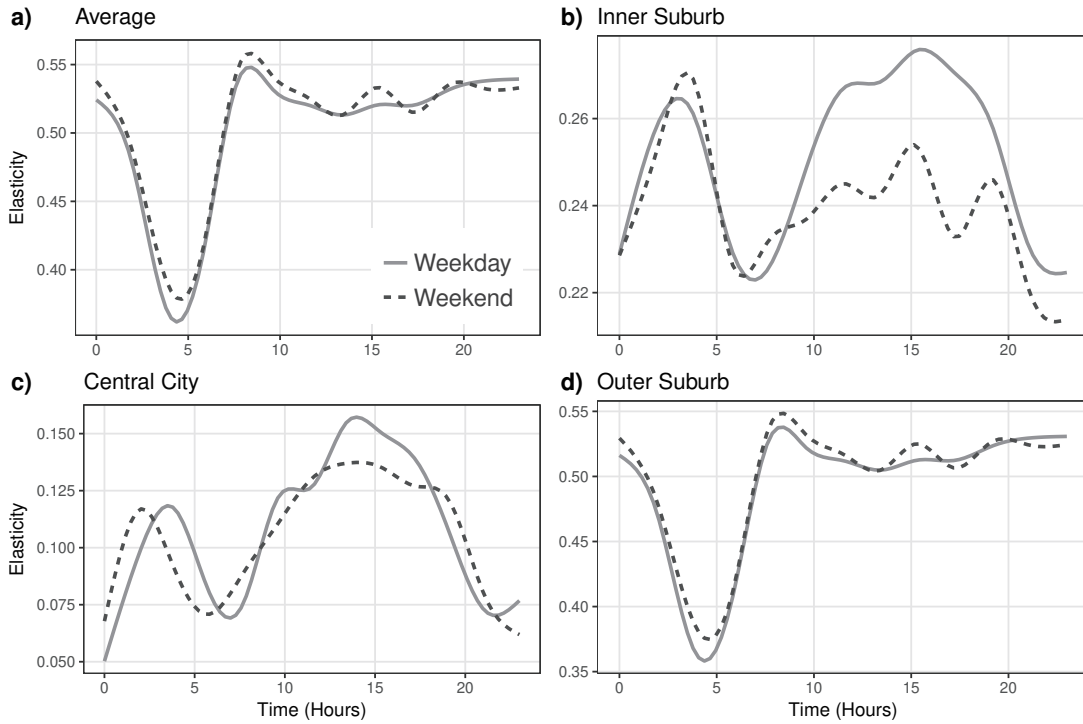 a) Average
0.55
0.50
0.45
0.40
Elasticity
Weekday
Weekend
0 5 10 15 20
b) Inner Suburb
0.26
0.24
0.22
0 5 10 15 20
c) Central City
0.150
0.125
0.100
0.075
0.050
Elasticity
0 5 10 15 20
Time (Hours)
d) Outer Suburb
0.55
0.50
0.45
0.40
0.35
0 5 10 15 20
Time (Hours)